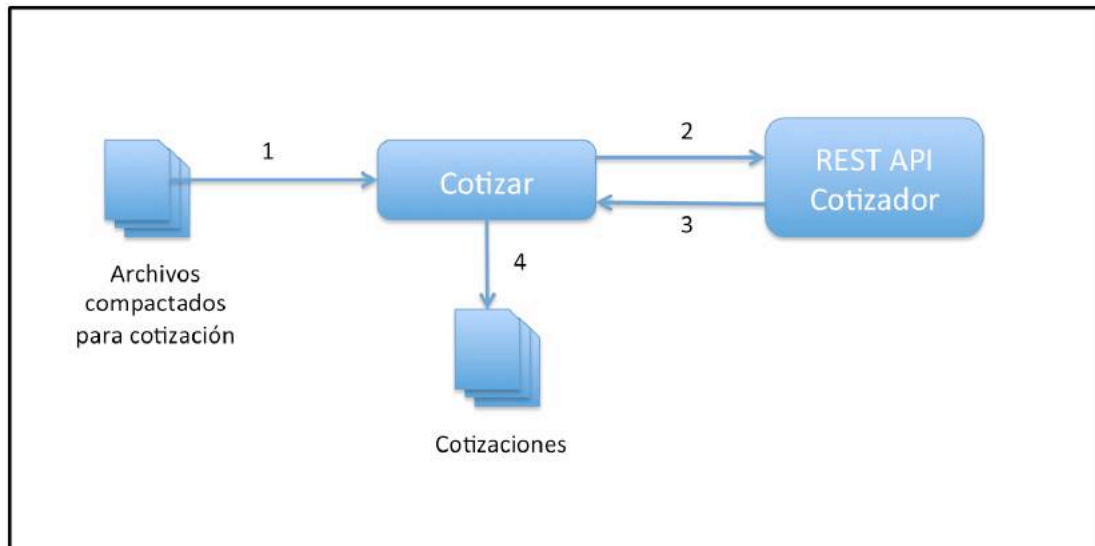 1
2
Cotizar
REST API
Cotizador
3
4
Archivos
compactados
para cotización
Cotizaciones